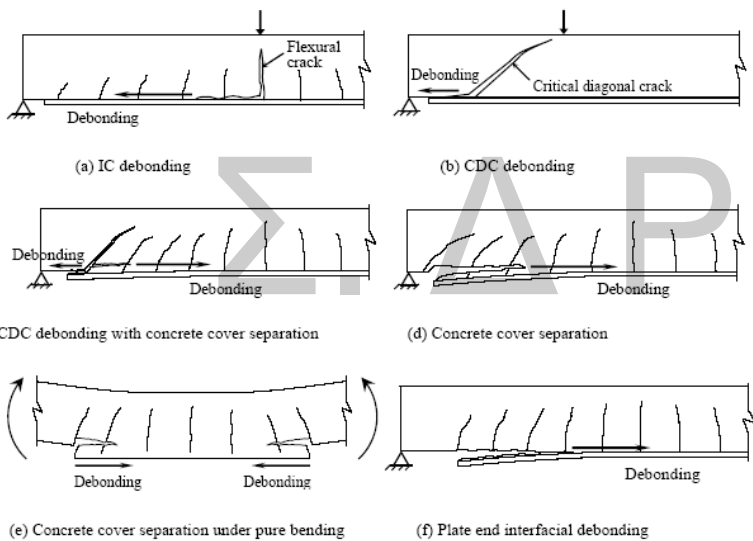 Flexural
crack
Debonding
(a) IC debonding
Debonding
Critical diagonal crack
(b) CDC debonding
Debonding
Debonding
CDC debonding with concrete cover separation
Debonding
(d) Concrete cover separation
Debonding
Debonding
(e) Concrete cover separation under pure bending
Debonding
(f) Plate end interfacial debonding
Σ.Λ Ρ